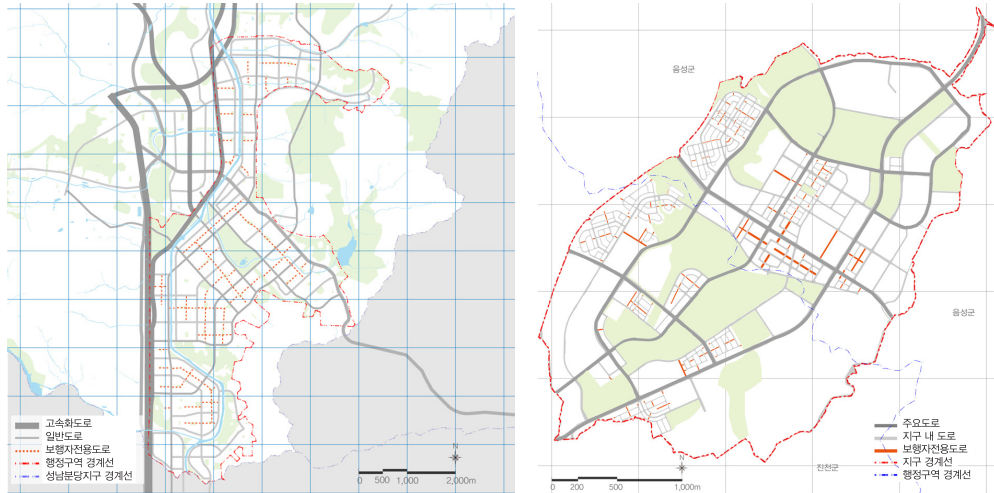 고속화도로
일반도로
보행자전용도로
행정구역 경계선
성남분당지구 경계선
N
0 500 1,000 2,000m
음성군
음성군
진천군
주요도로
지구 내 도로
보행자전용도로
지구 경계선
행정구역 경계선
N
0 200 500 1,000m